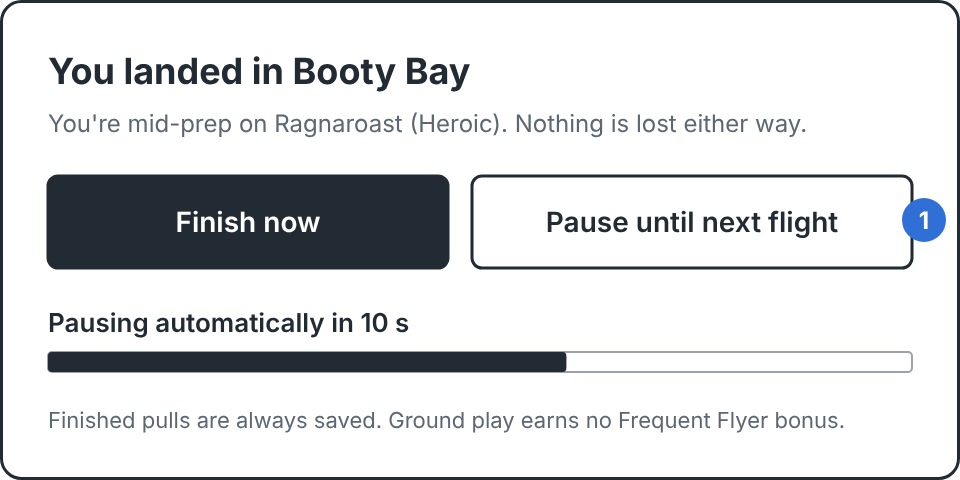 You landed in Booty Bay
You're mid-prep on Ragnaroast (Heroic). Nothing is lost either way.
Finish now
Pause until next flight
1
Pausing automatically in 10 s
Finished pulls are always saved. Ground play earns no Frequent Flyer bonus.